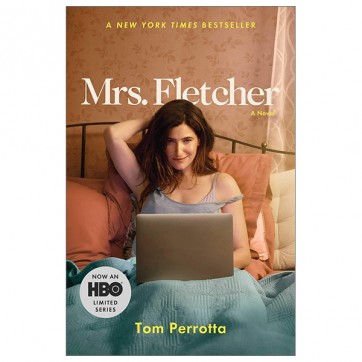 A NEW YORK TIMES BESTSELLER
Mrs. Fletcher
A Novel
NOW AN
HBO
LIMITED
SERIES
Tom Perrotta